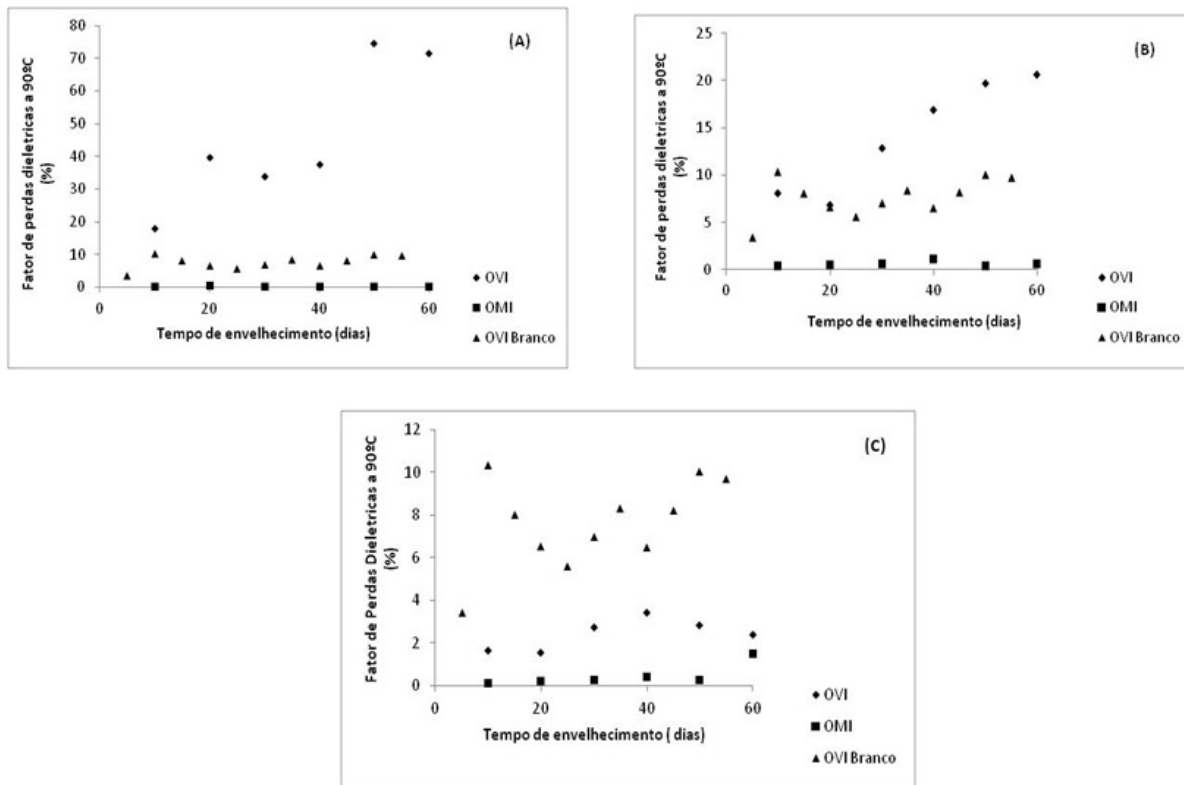 (A)
Fator de perdas dieletricas a 90ºC
(%)
80
70
60
50
40
30
20
10
0
0
20
40
60
Tempo de envelhecimento (dias)
OVI
OMI
OVI Branco
(B)
Fator de perdas dieletricas a 90ºC
(%)
25
20
15
10
5
0
0
20
40
60
Tempo de envelhecimento (dias)
OVI
OMI
OVI Branco
(C)
Fator de Perdas Dieletricas a 90ºC
(%)
12
10
8
6
4
2
0
0
20
40
60
Tempo de envelhecimento ( dias)
OVI
OMI
OVI Branco